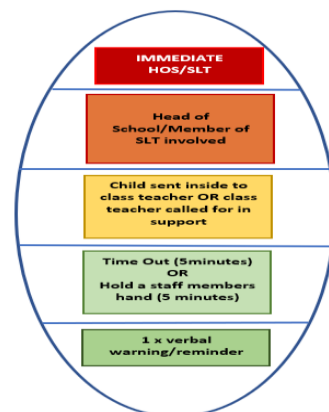 IMMEDIATE
HOS/SLT
Head of
School/Member of
SLT involved
Child sent inside to
class teacher OR class
teacher called for in
support
Time Out (5minutes)
OR
Hold a staff members
hand (5 minutes)
1 x verbal
warning/reminder